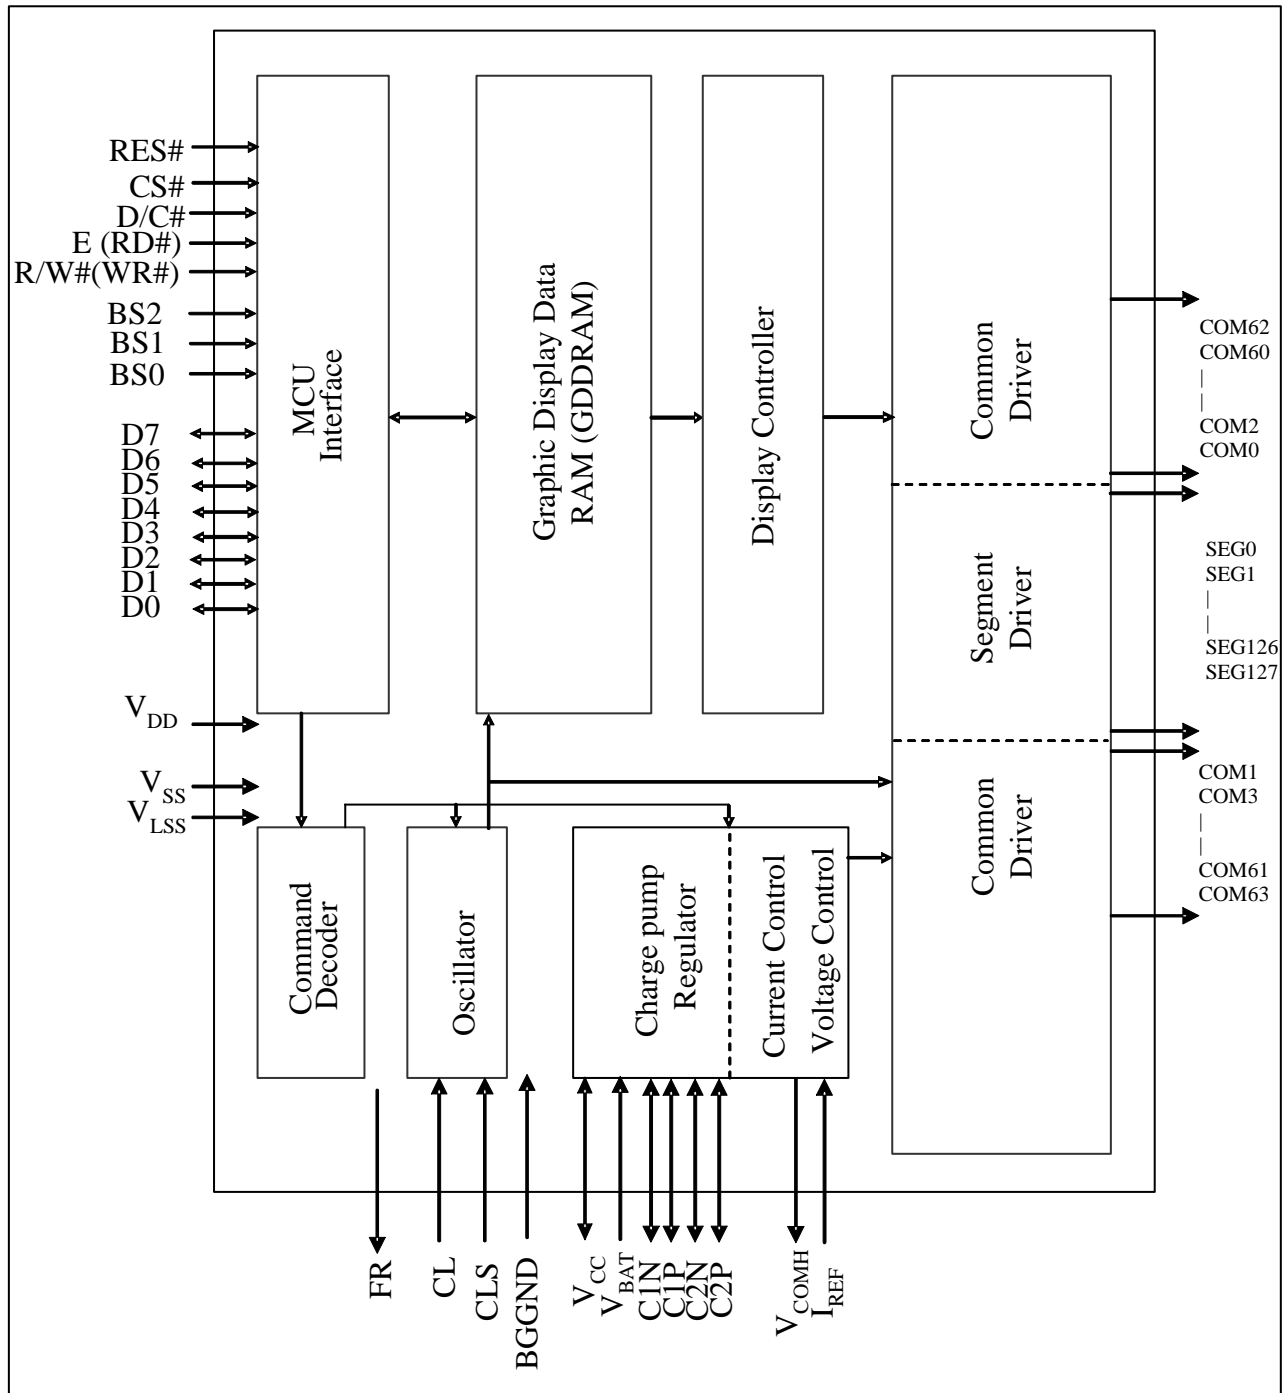 RES#
CS#
D/C#
E (RD#)
R/W#(WR#)
BS2
BS1
BS0
D7
D6
D5
D4
D3
D2
D1
D0
VDD
VSS
VLSS
MCU
Interface
Graphic Display Data
RAM (GDDRAM)
Display Controller
Common
Driver
Segment
Driver
Common
Driver
COM62
COM60
|
|
COM2
COM0
SEG0
SEG1
|
|
SEG126
SEG127
COM1
COM3
|
|
COM61
COM63
Command
Decoder
Oscillator
Charge pump
Regulator
Current Control
Voltage Control
FR
CL
CLS
BGGND
VCC
VBAT
C1N
C1P
C2N
C2P
VCOMH
IREF